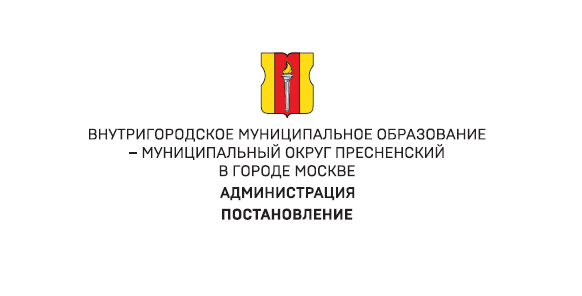 ВНУТРИГОРОДСКОЕ МУНИЦИПАЛЬНОЕ ОБРАЗОВАНИЕ
– МУНИЦИПАЛЬНЫЙ ОКРУГ ПРЕСНЕНСКИЙ
В ГОРОДЕ МОСКВЕ
АДМИНИСТРАЦИЯ
ПОСТАНОВЛЕНИЕ